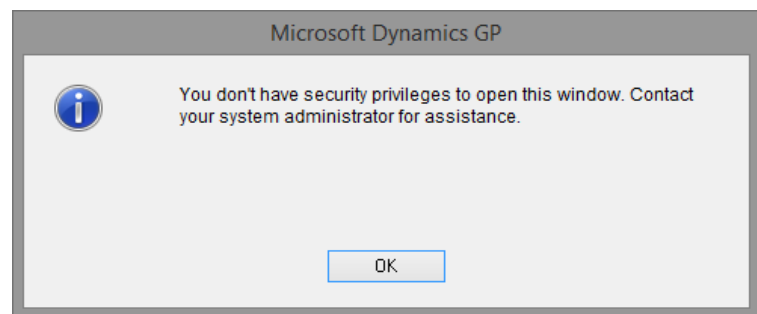 Microsoft Dynamics GP
You don't have security privileges to open this window. Contact
your system administrator for assistance.
OK